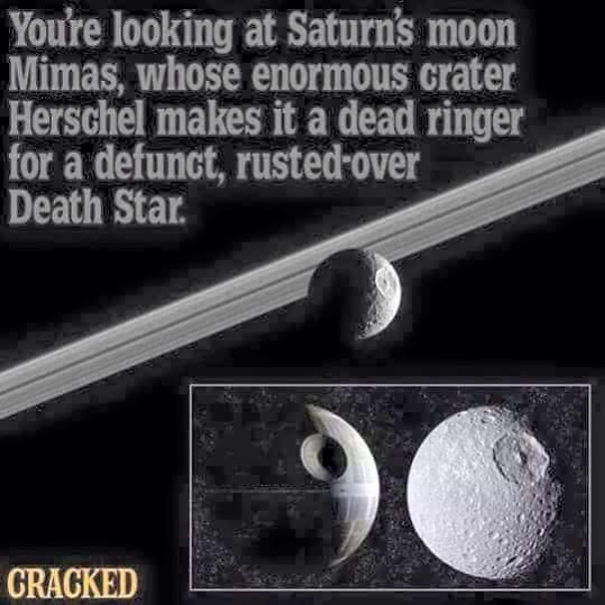 You're looking at Saturn's moon
Mimas, whose enormous crater
Herschel makes it a dead ringer
for a defunct, rusted-over
Death Star.
CRACKED